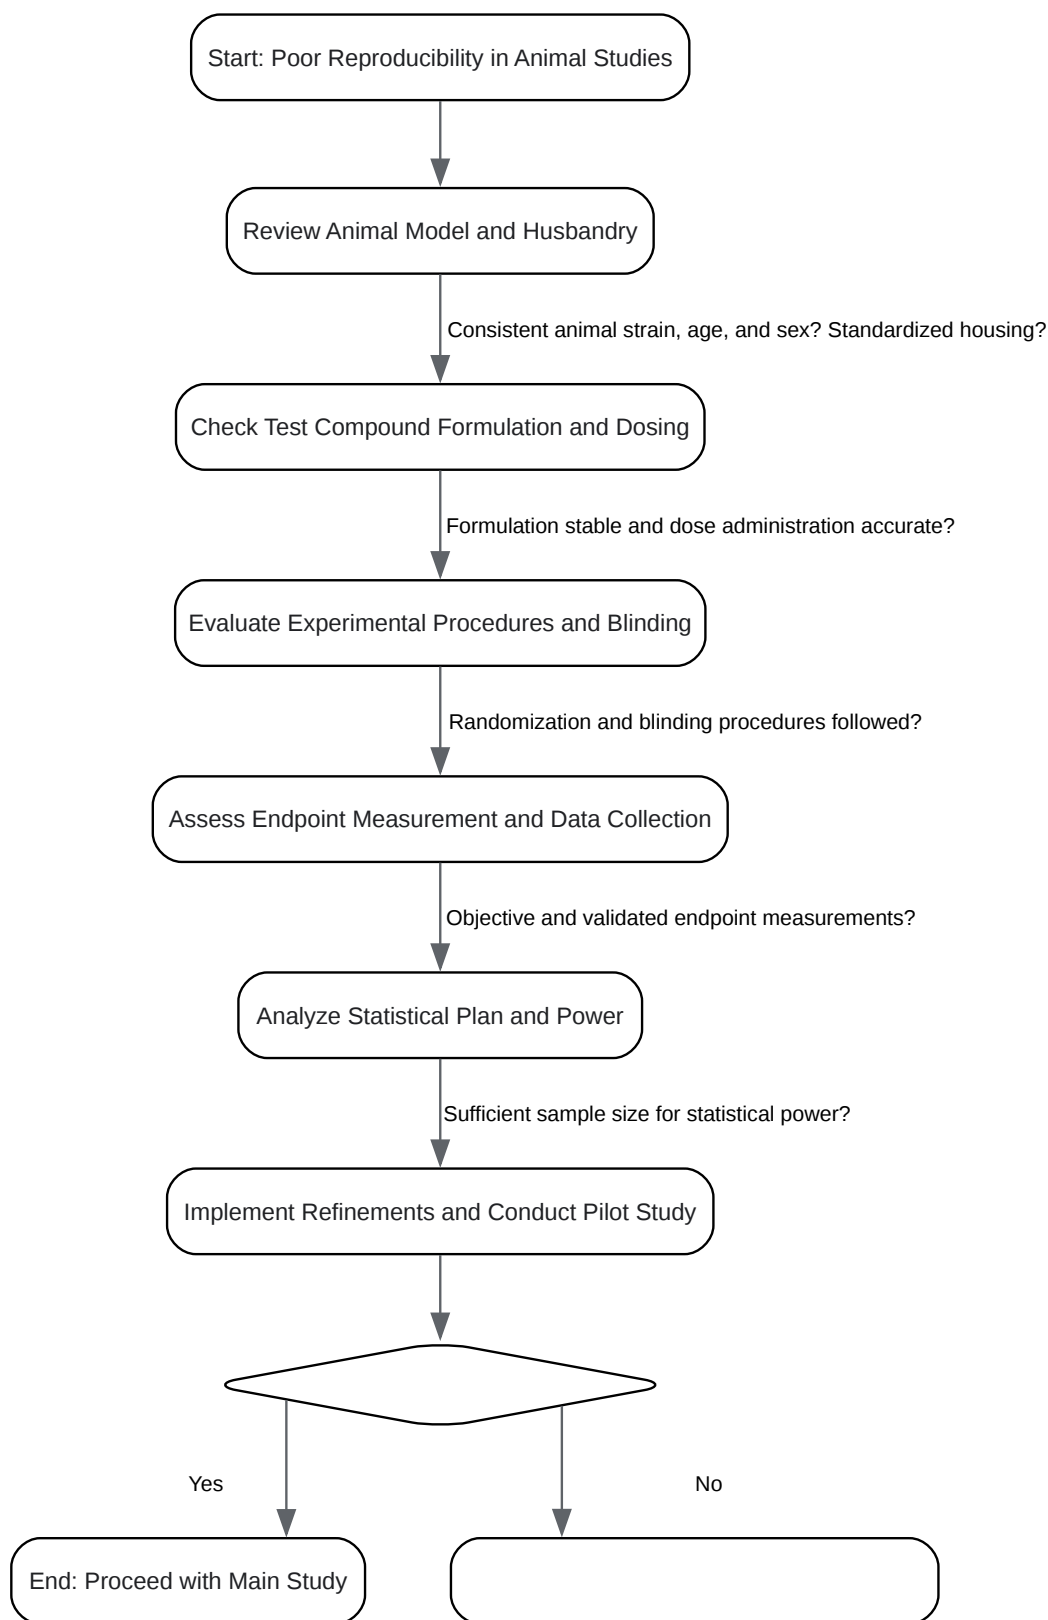 Start: Poor Reproducibility in Animal Studies
Review Animal Model and Husbandry
Consistent animal strain, age, and sex? Standardized housing?
Check Test Compound Formulation and Dosing
Formulation stable and dose administration accurate?
Evaluate Experimental Procedures and Blinding
Randomization and blinding procedures followed?
Assess Endpoint Measurement and Data Collection
Objective and validated endpoint measurements?
Analyze Statistical Plan and Power
Sufficient sample size for statistical power?
Implement Refinements and Conduct Pilot Study
Yes
No
End: Proceed with Main Study